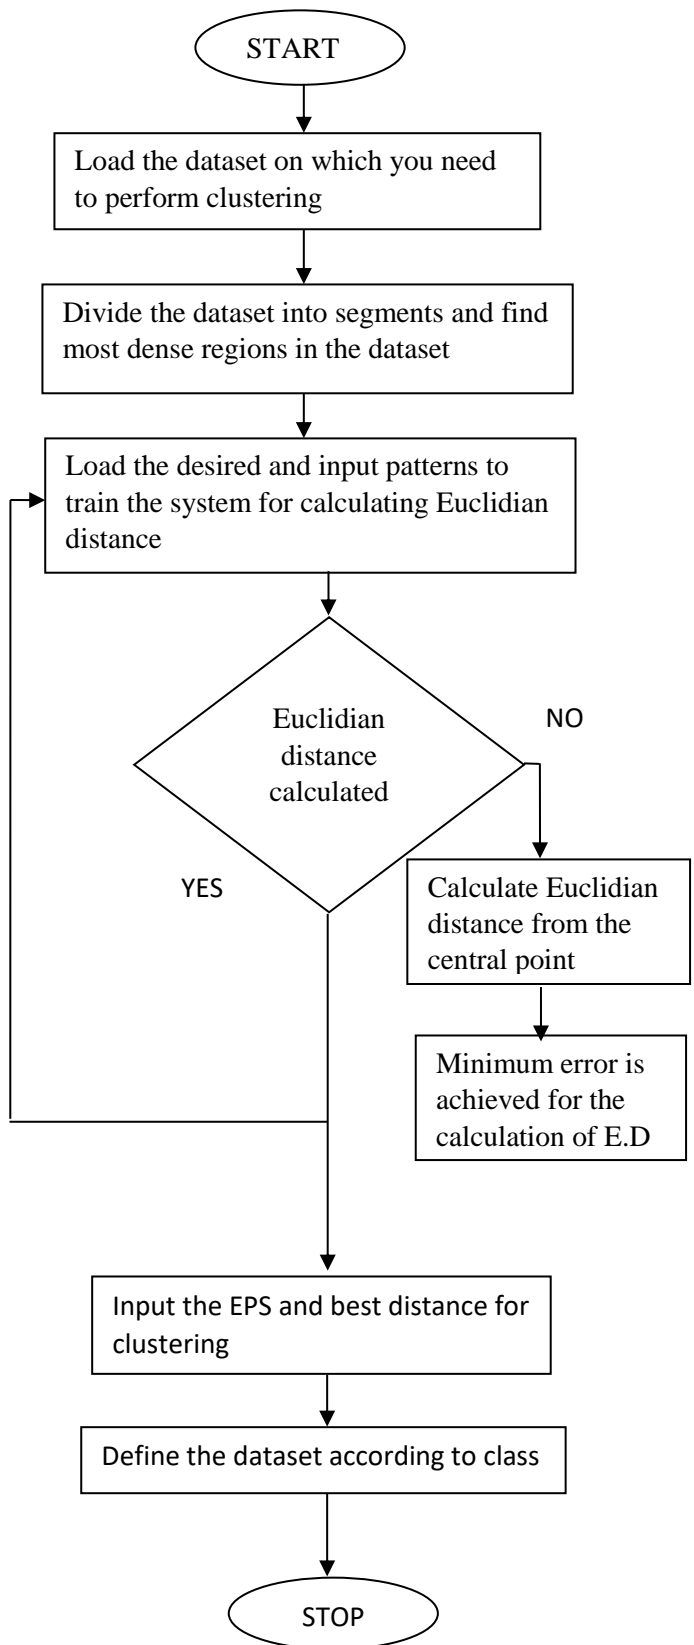 START
Load the dataset on which you need
to perform clustering
Divide the dataset into segments and find
most dense regions in the dataset
Load the desired and input patterns to
train the system for calculating Euclidian
distance
Euclidian
distance
calculated
NO
YES
Calculate Euclidian
distance from the
central point
Minimum error is
achieved for the
calculation of E.D
Input the EPS and best distance for
clustering
Define the dataset according to class
STOP